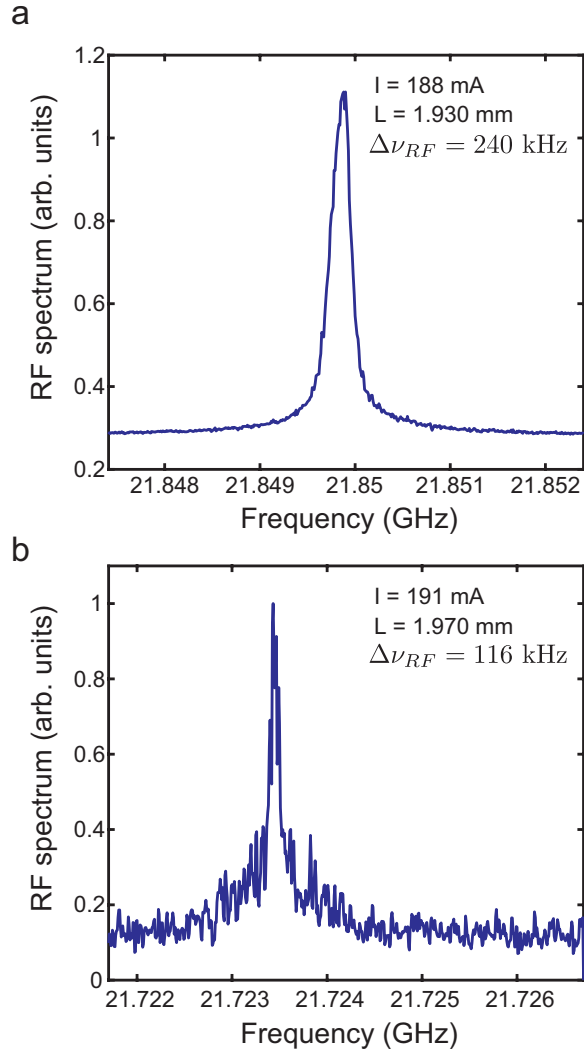 a
1.2
1
0.8
0.6
0.4
0.2
RF spectrum (arb. units)
I = 188 mA
L = 1.930 mm
Δν_RF = 240 kHz
21.848 21.849 21.85 21.851 21.852
Frequency (GHz)
b
1
0.8
0.6
0.4
0.2
0
RF spectrum (arb. units)
I = 191 mA
L = 1.970 mm
Δν_RF = 116 kHz
21.722 21.723 21.724 21.725 21.726
Frequency (GHz)